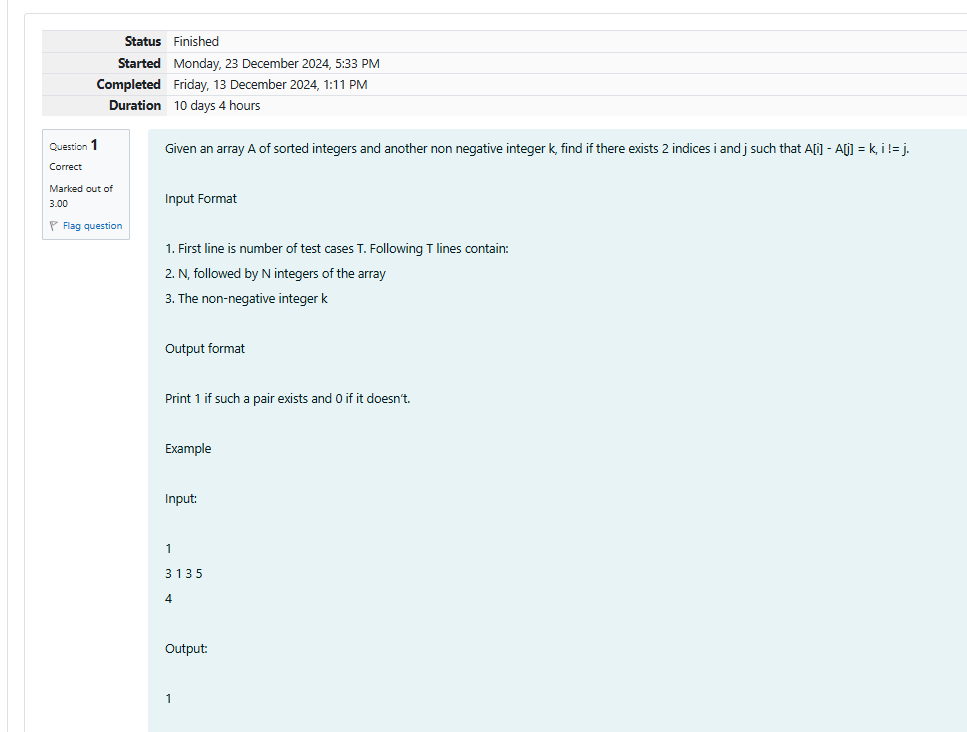 Status Finished
Started Monday, 23 December 2024, 5:33 PM
Completed Friday, 13 December 2024, 1:11 PM
Duration 10 days 4 hours
Question 1
Correct
Marked out of
3.00
Flag question
Given an array A of sorted integers and another non negative integer k, find if there exists 2 indices i and j such that A[i] - A[j] = k, i != j.
Input Format
1. First line is number of test cases T. Following T lines contain:
2. N, followed by N integers of the array
3. The non-negative integer k
Output format
Print 1 if such a pair exists and 0 if it doesn't.
Example
Input:
1
3 1 3 5
4
Output:
1